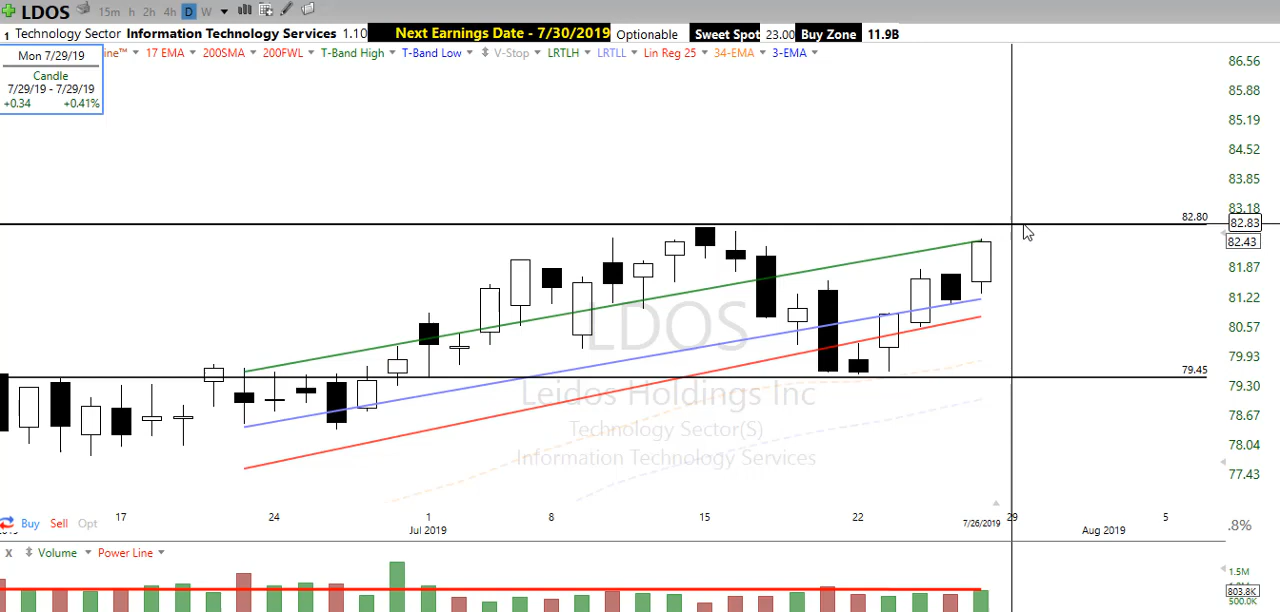 LDOS 15m h 2h 4h D W
1 Technology Sector Information Technology Services 1.10 Next Earnings Date - 7/30/2019 Optionable Sweet Spot 23.00 Buy Zone 11.9B
ine™ 17 EMA 200SMA 200FWL T-Band High T-Band Low V-Stop LRTLH LRTLL Lin Reg 25 34-EMA 3-EMA
Mon 7/29/19
Candle
7/29/19 - 7/29/19
+0.34 +0.41%
86.56
85.88
85.19
84.52
83.85
83.18
82.80
82.83
82.43
81.87
81.22
80.57
79.93
79.45
79.30
78.67
78.04
77.43
LDOS
Leidos Holdings Inc
Technology Sector(S)
Information Technology Services
17 24 1 8 15 22 29 5
Buy Sell Opt
Jul 2019 7/26/2019 Aug 2019
.8%
X Volume Power Line
1.5M
803.8K
500.0K